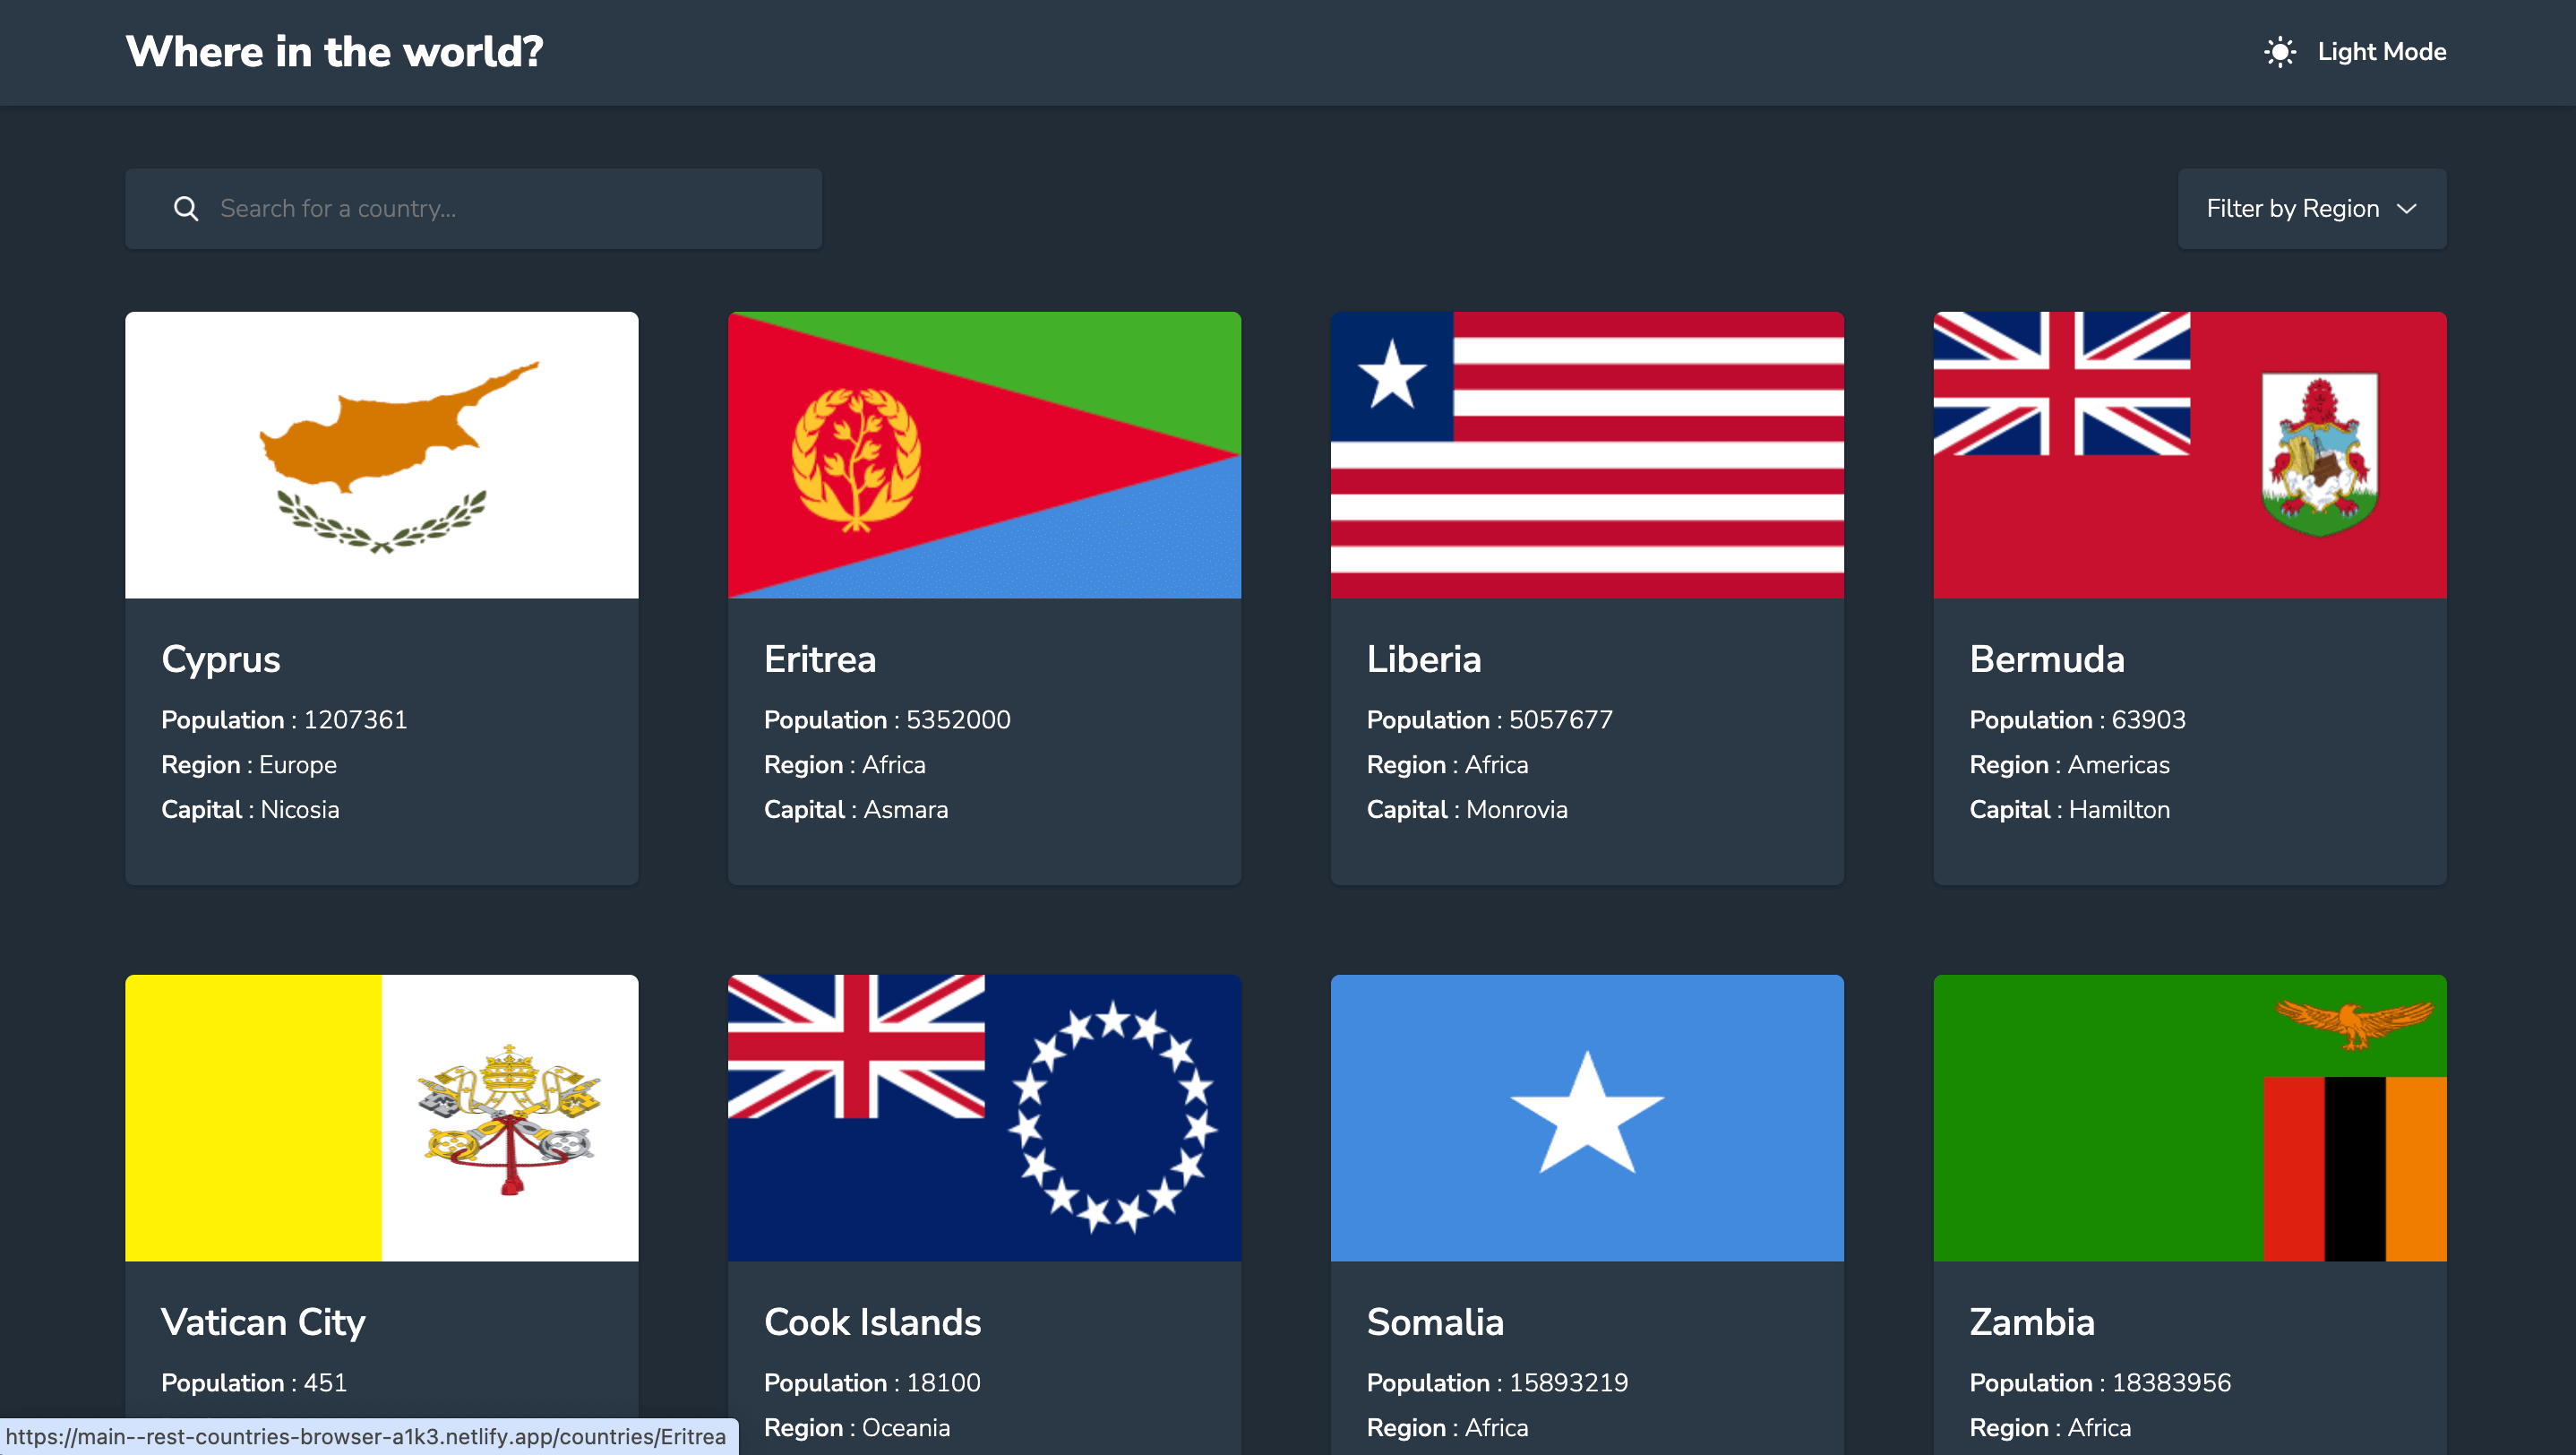 Where in the world?
Light Mode
Search for a country...
Filter by Region
Cyprus
Population : 1207361
Region : Europe
Capital : Nicosia
Eritrea
Population : 5352000
Region : Africa
Capital : Asmara
Liberia
Population : 5057677
Region : Africa
Capital : Monrovia
Bermuda
Population : 63903
Region : Americas
Capital : Hamilton
Vatican City
Population : 451
Cook Islands
Population : 18100
Region : Oceania
Somalia
Population : 15893219
Region : Africa
Zambia
Population : 18383956
Region : Africa
https://main--rest-countries-browser-a1k3.netlify.app/countries/Eritrea